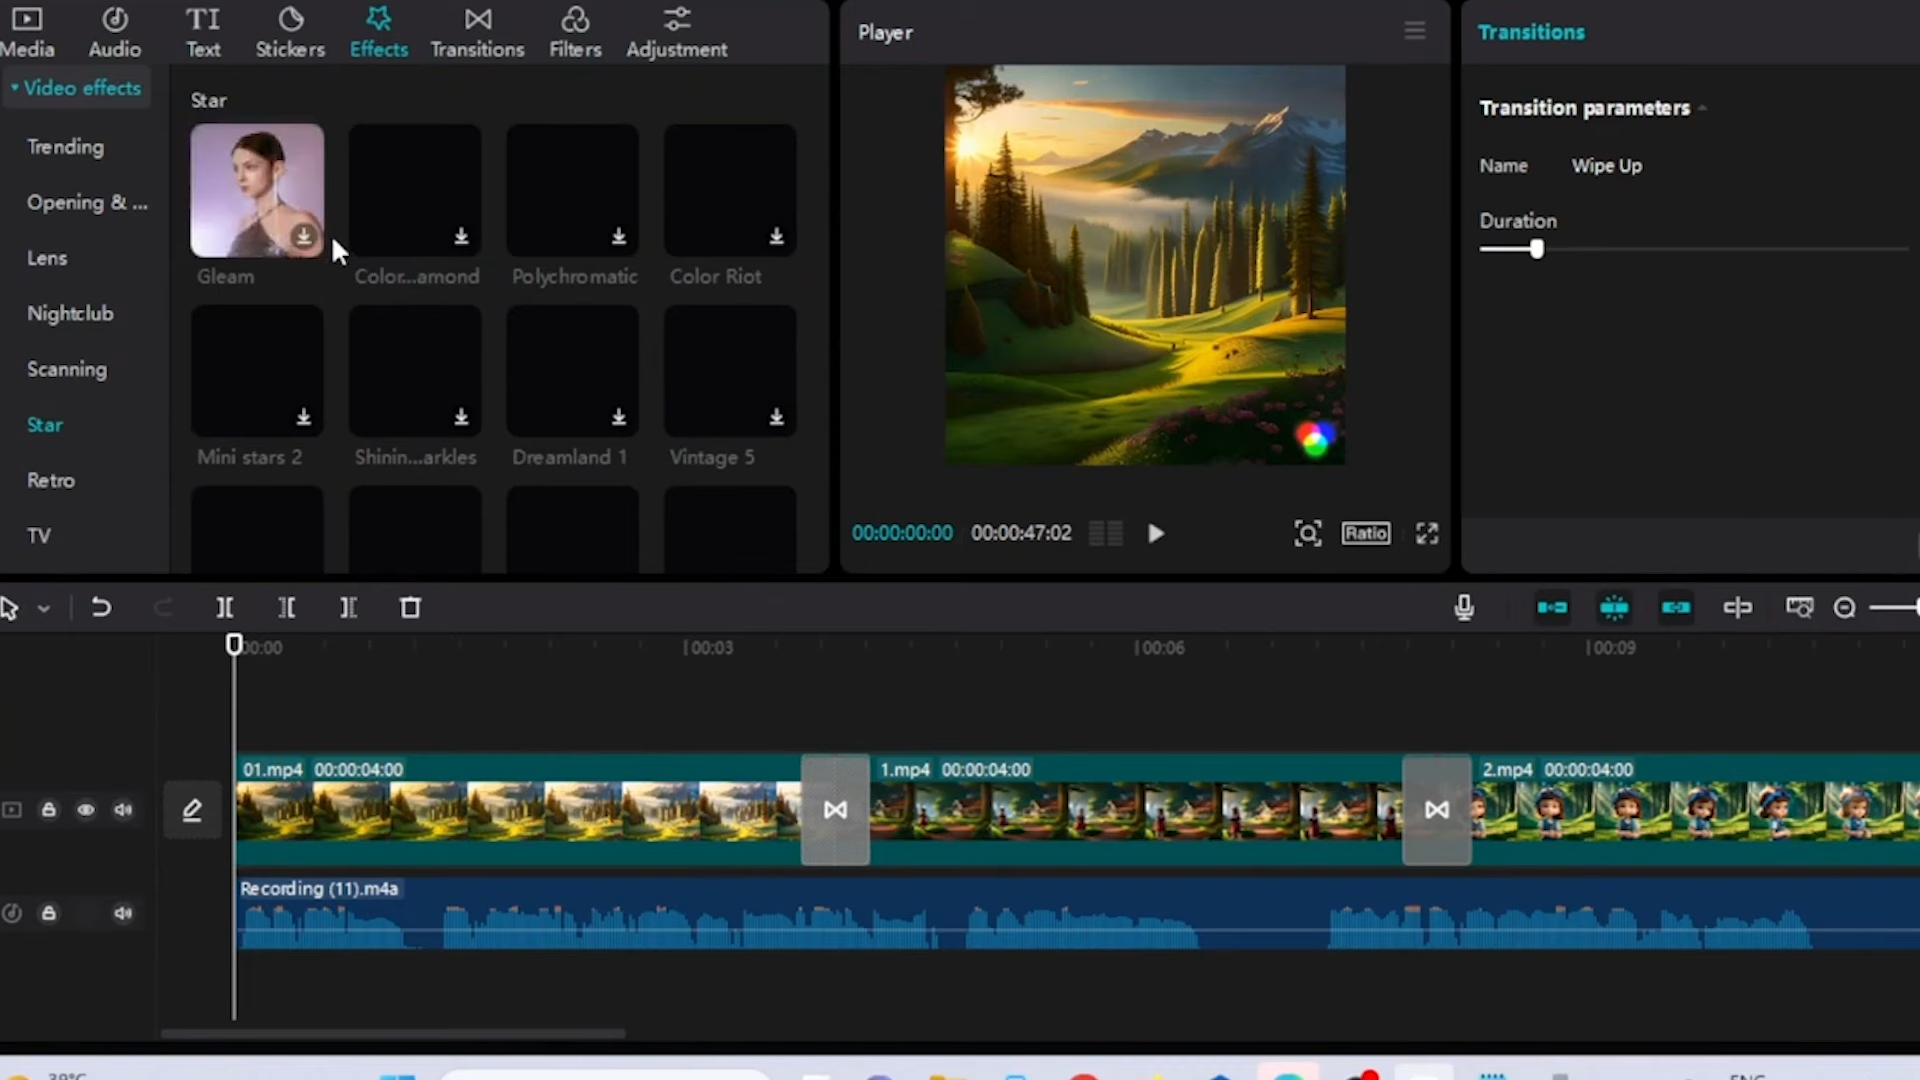 Media Audio Text Stickers Effects Transitions Filters Adjustment
Video effects
Trending
Opening & ...
Lens
Nightclub
Scanning
Star
Retro
TV
Star
Gleam Color...amond Polychromatic Color Riot
Mini stars 2 Shinin...arkles Dreamland 1 Vintage 5
Player
00:00:00:00 00:00:47:02 Ratio
Transitions
Transition parameters
Name Wipe Up
Duration
00:00 00:03 00:06 00:09
01.mp4 00:00:04:00 1.mp4 00:00:04:00 2.mp4 00:00:04:00
Recording (11).m4a